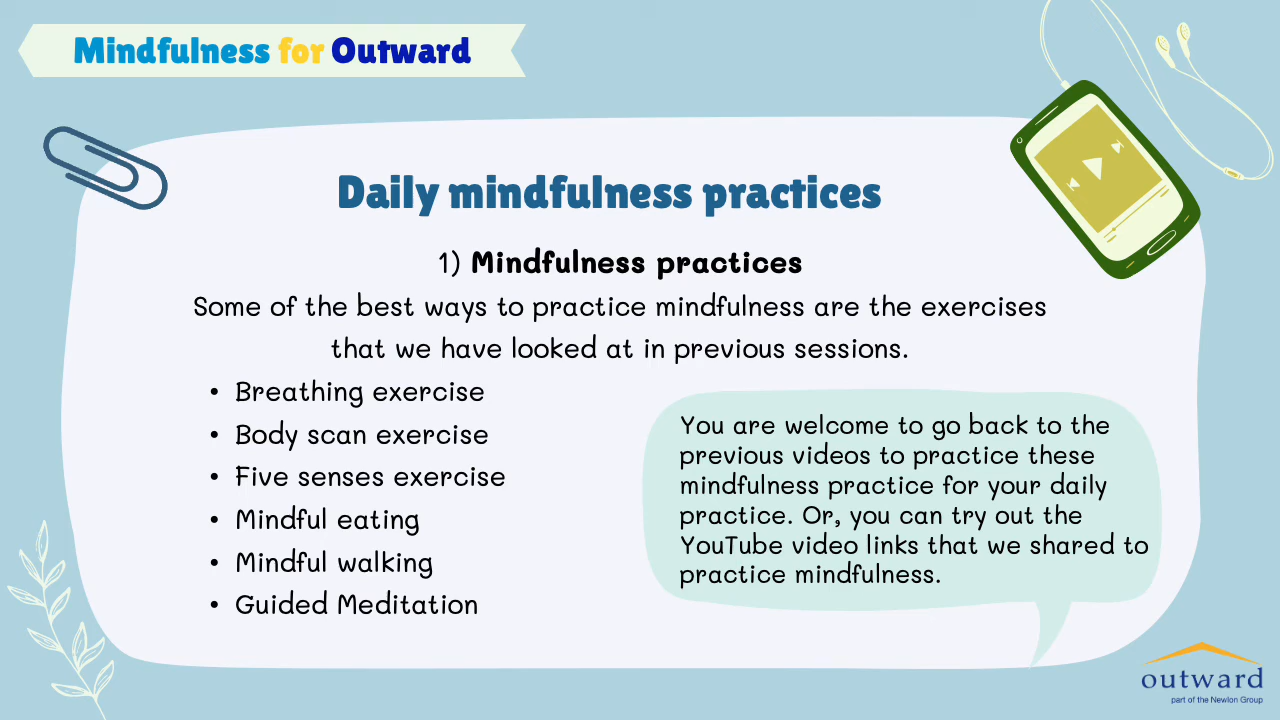 Mindfulness for Outward
Daily mindfulness practices
1) Mindfulness practices
Some of the best ways to practice mindfulness are the exercises
that we have looked at in previous sessions.
• Breathing exercise
• Body scan exercise
• Five senses exercise
• Mindful eating
• Mindful walking
• Guided Meditation
You are welcome to go back to the
previous videos to practice these
mindfulness practice for your daily
practice. Or, you can try out the
YouTube video links that we shared to
practice mindfulness.
outward
part of the Newlon Group